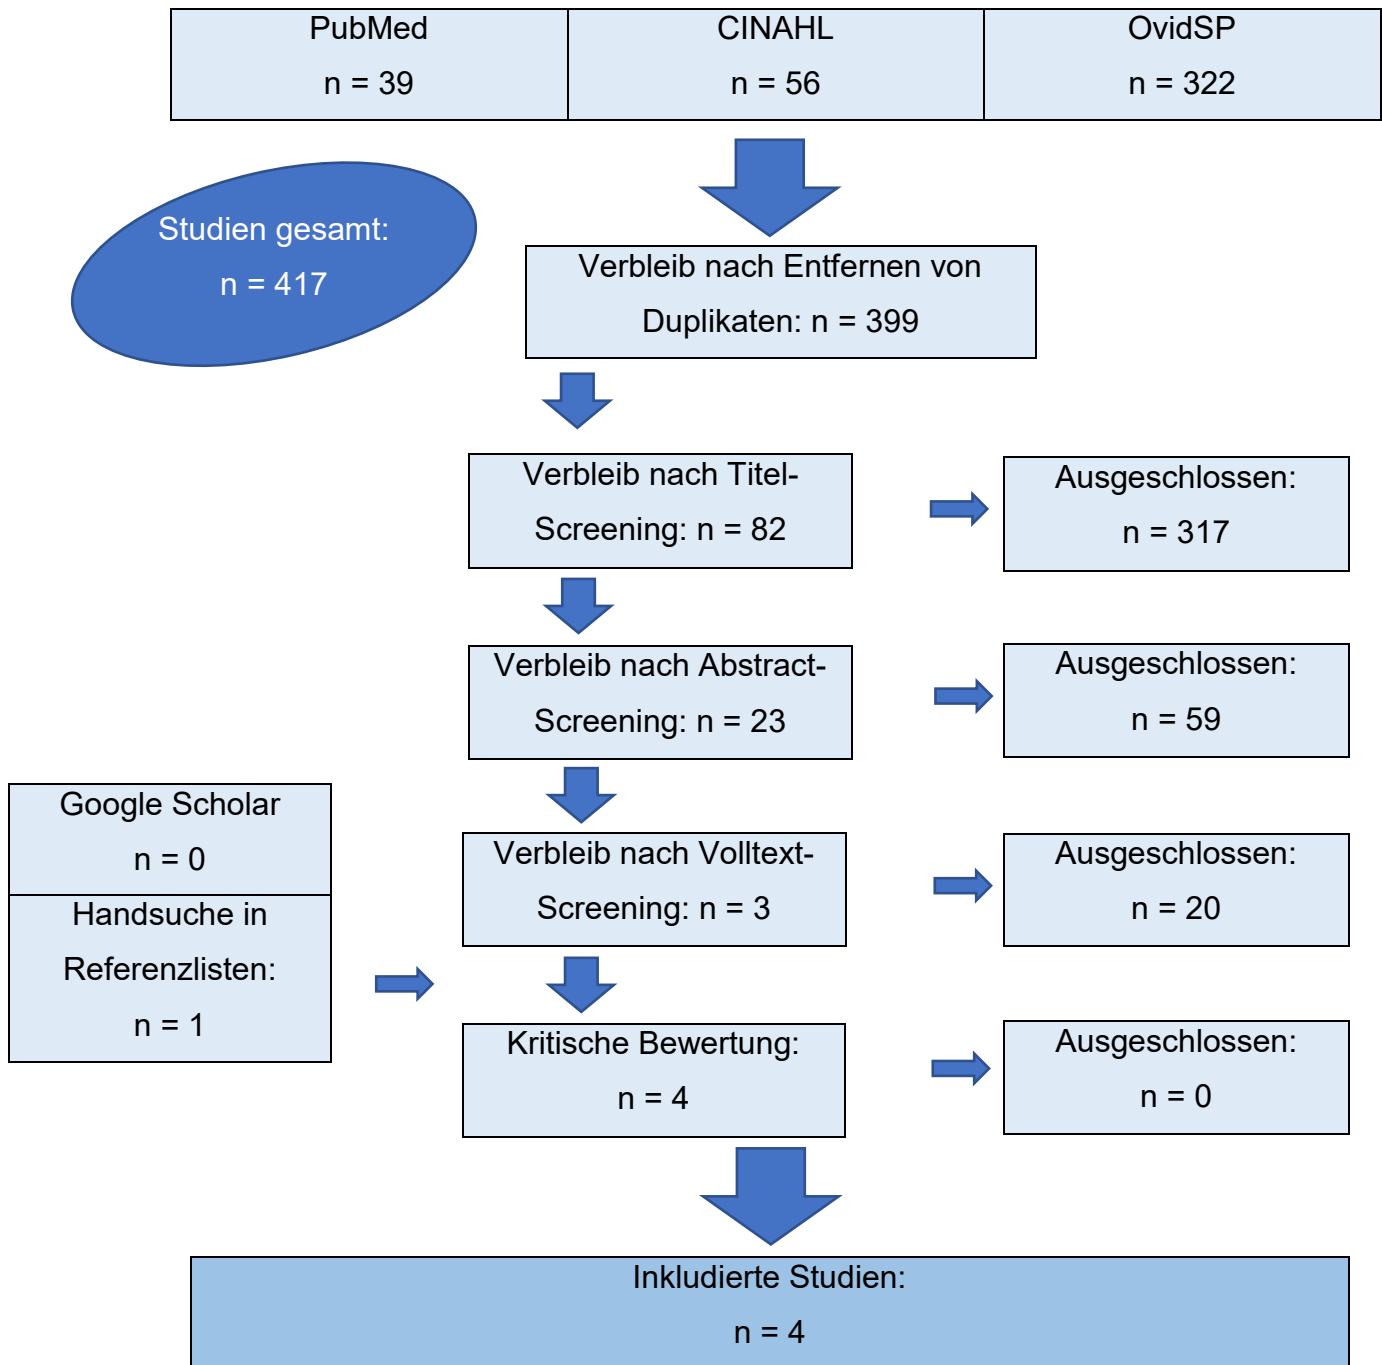 PubMed
n = 39
CINAHL
n = 56
OvidSP
n = 322
Studien gesamt:
n = 417
Verbleib nach Entfernen von
Duplikaten: n = 399
Verbleib nach Titel-
Screening: n = 82
Ausgeschlossen:
n = 317
Verbleib nach Abstract-
Screening: n = 23
Ausgeschlossen:
n = 59
Google Scholar
n = 0
Handsuche in
Referenzlisten:
n = 1
Verbleib nach Volltext-
Screening: n = 3
Ausgeschlossen:
n = 20
Kritische Bewertung:
n = 4
Ausgeschlossen:
n = 0
Inkludierte Studien:
n = 4